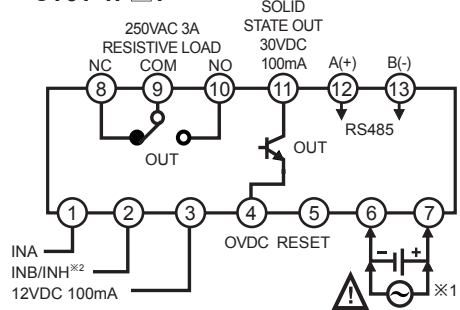 SOLID
250VAC 3A STATE OUT
RESISTIVE LOAD 30VDC
NC COM NO 100mA A(+) B(-)
8 9 10 11 12 13
RS485
OUT OUT
1 2 3 4 5 6 7
INA 0VDC RESET
INB/INH※2 - +
12VDC 100mA ※1